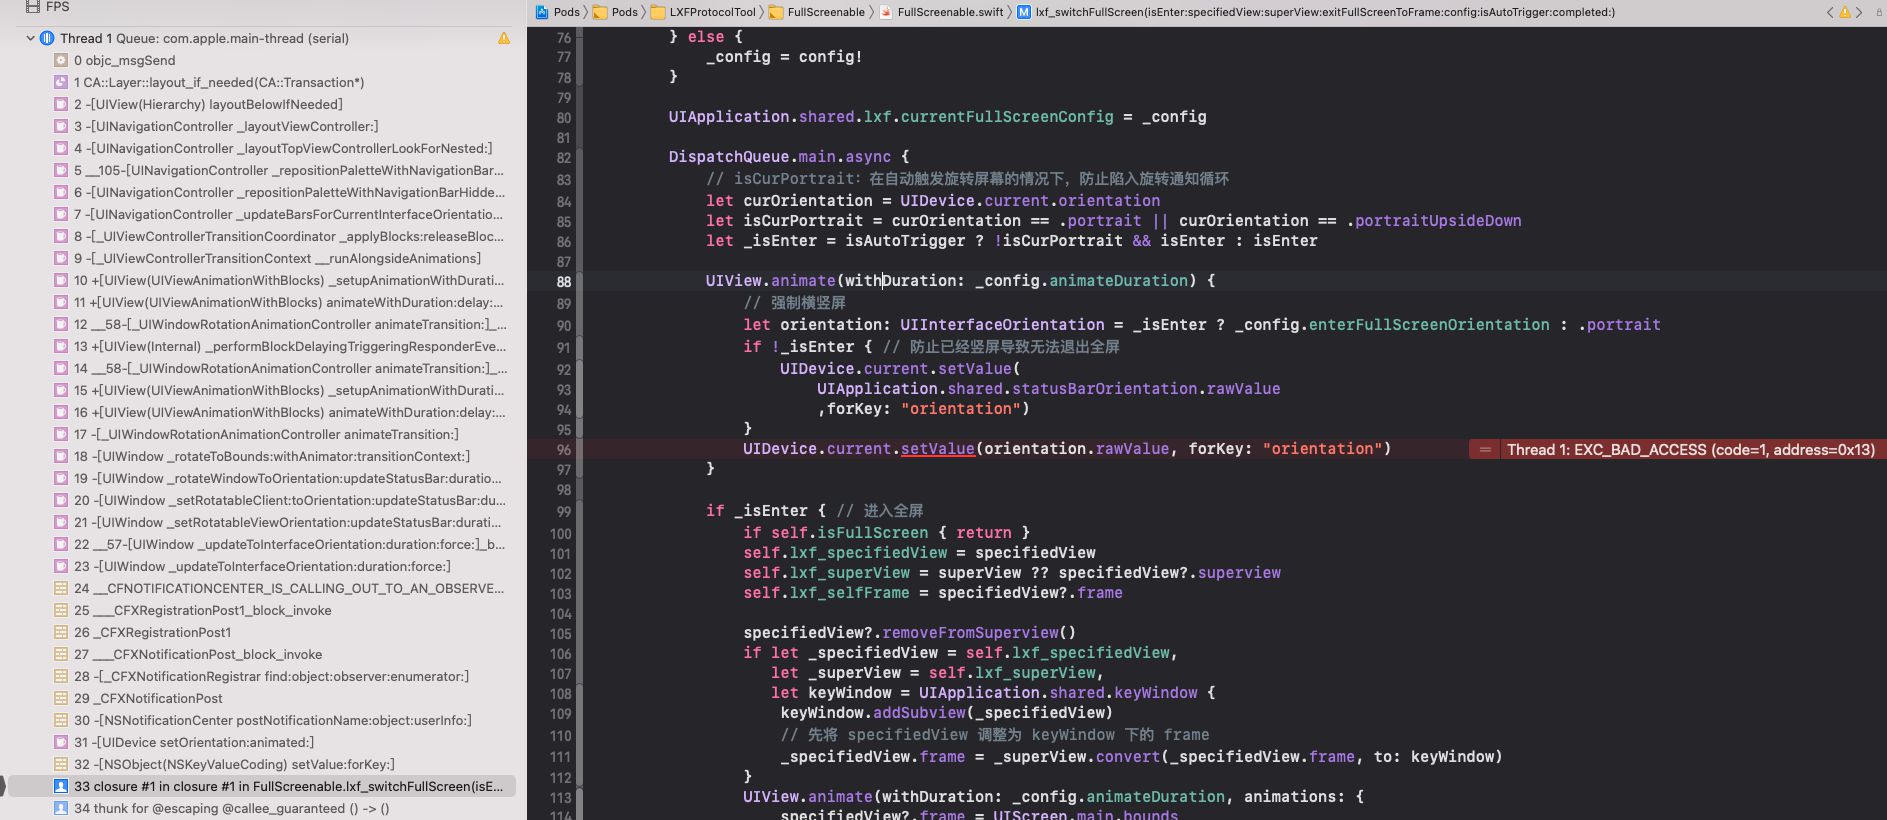 FPS
Thread 1 Queue: com.apple.main-thread (serial)
0 objc_msgSend
1 CA::Layer::layout_if_needed(CA::Transaction*)
2 -[UIView(Hierarchy) layoutBelowIfNeeded]
3 -[UINavigationController _layoutViewController:]
4 -[UINavigationController _layoutTopViewControllerLookForNested:]
5 __105-[UINavigationController _repositionPaletteWithNavigationBar...
6 -[UINavigationController _repositionPaletteWithNavigationBarHidde...
7 -[UINavigationController _updateBarsForCurrentInterfaceOrientatio...
8 -[_UIViewControllerTransitionCoordinator _applyBlocks:releaseBloc...
9 -[_UIViewControllerTransitionContext __runAlongsideAnimations]
10 +[UIView(UIViewAnimationWithBlocks) _setupAnimationWithDurati...
11 +[UIView(UIViewAnimationWithBlocks) animateWithDuration:delay:...
12 __58-[_UIWindowRotationAnimationController animateTransition:]_...
13 +[UIView(Internal) _performBlockDelayingTriggeringResponderEve...
14 __58-[_UIWindowRotationAnimationController animateTransition:]_...
15 +[UIView(UIViewAnimationWithBlocks) _setupAnimationWithDurati...
16 +[UIView(UIViewAnimationWithBlocks) animateWithDuration:delay:...
17 -[_UIWindowRotationAnimationController animateTransition:]
18 -[UIWindow _rotateToBounds:withAnimator:transitionContext:]
19 -[UIWindow _rotateWindowToOrientation:updateStatusBar:duratio...
20 -[UIWindow _setRotatableClient:toOrientation:updateStatusBar:du...
21 -[UIWindow _setRotatableViewOrientation:updateStatusBar:durati...
22 __57-[UIWindow _updateToInterfaceOrientation:duration:force:]_b...
23 -[UIWindow _updateToInterfaceOrientation:duration:force:]
24 __CFNOTIFICATIONCENTER_IS_CALLING_OUT_TO_AN_OBSERVE...
25 ___CFXRegistrationPost1_block_invoke
26 _CFXRegistrationPost1
27 ___CFXNotificationPost_block_invoke
28 -[_CFXNotificationRegistrar find:object:observer:enumerator:]
29 _CFXNotificationPost
30 -[NSNotificationCenter postNotificationName:object:userInfo:]
31 -[UIDevice setOrientation:animated:]
32 -[NSObject(NSKeyValueCoding) setValue:forKey:]
33 closure #1 in closure #1 in FullScreenable.lxf_switchFullScreen(isE...
34 thunk for @escaping @callee_guaranteed () -> ()
Pods Pods LXFProtocolTool FullScreenable FullScreenable.swift M lxf_switchFullScreen(isEnter:specifiedView:superView:exitFullScreenToFrame:config:isAutoTrigger:completed:)
76 } else {
77 _config = config!
78 }
79
80 UIApplication.shared.lxf.currentFullScreenConfig = _config
81
82 DispatchQueue.main.async {
83 // isCurPortrait: 在自动触发旋转屏幕的情况下，防止陷入旋转通知循环
84 let curOrientation = UIDevice.current.orientation
85 let isCurPortrait = curOrientation == .portrait || curOrientation == .portraitUpsideDown
86 let _isEnter = isAutoTrigger ? !isCurPortrait && isEnter : isEnter
87
88 UIView.animate(withDuration: _config.animateDuration) {
89 // 强制横竖屏
90 let orientation: UIInterfaceOrientation = _isEnter ? _config.enterFullScreenOrientation : .portrait
91 if !_isEnter { // 防止已经竖屏导致无法退出全屏
92 UIDevice.current.setValue(
93 UIApplication.shared.statusBarOrientation.rawValue
94 ,forKey: "orientation")
95 }
96 UIDevice.current.setValue(orientation.rawValue, forKey: "orientation") = Thread 1: EXC_BAD_ACCESS (code=1, address=0x13)
97 }
98
99 if _isEnter { // 进入全屏
100 if self.isFullScreen { return }
101 self.lxf_specifiedView = specifiedView
102 self.lxf_superView = superView ?? specifiedView?.superview
103 self.lxf_selfFrame = specifiedView?.frame
104
105 specifiedView?.removeFromSuperview()
106 if let _specifiedView = self.lxf_specifiedView,
107 let _superView = self.lxf_superView,
108 let keyWindow = UIApplication.shared.keyWindow {
109 keyWindow.addSubview(_specifiedView)
110 // 先将 specifiedView 调整为 keyWindow 下的 frame
111 _specifiedView.frame = _superView.convert(_specifiedView.frame, to: keyWindow)
112 }
113 UIView.animate(withDuration: _config.animateDuration, animations: {
114 specifiedView?.frame = UIScreen.main.bounds